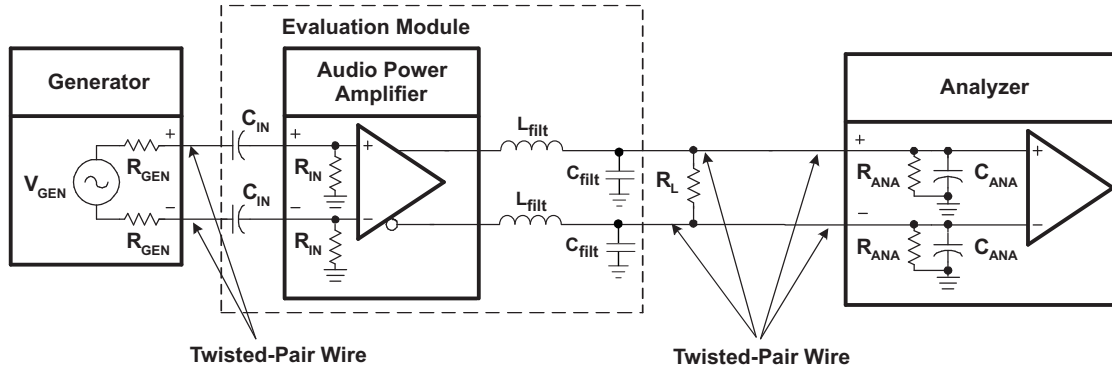 Evaluation Module
Generator
Audio Power
Amplifier
Analyzer
C_IN
L_filt
+
+
+
+
+
R_GEN
R_IN
C_filt
R_L
R_ANA
C_ANA
V_GEN
C_IN
L_filt
−
−
−
−
−
R_GEN
R_IN
C_filt
R_ANA
C_ANA
Twisted-Pair Wire
Twisted-Pair Wire